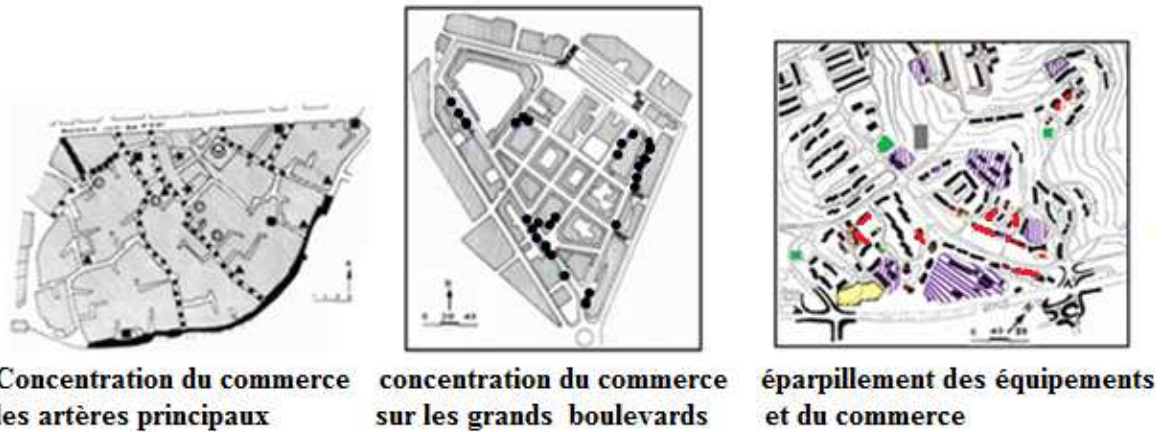 Concentration du commerce
les artères principaux
concentration du commerce
sur les grands boulevards
éparpillement des équipements
et du commerce